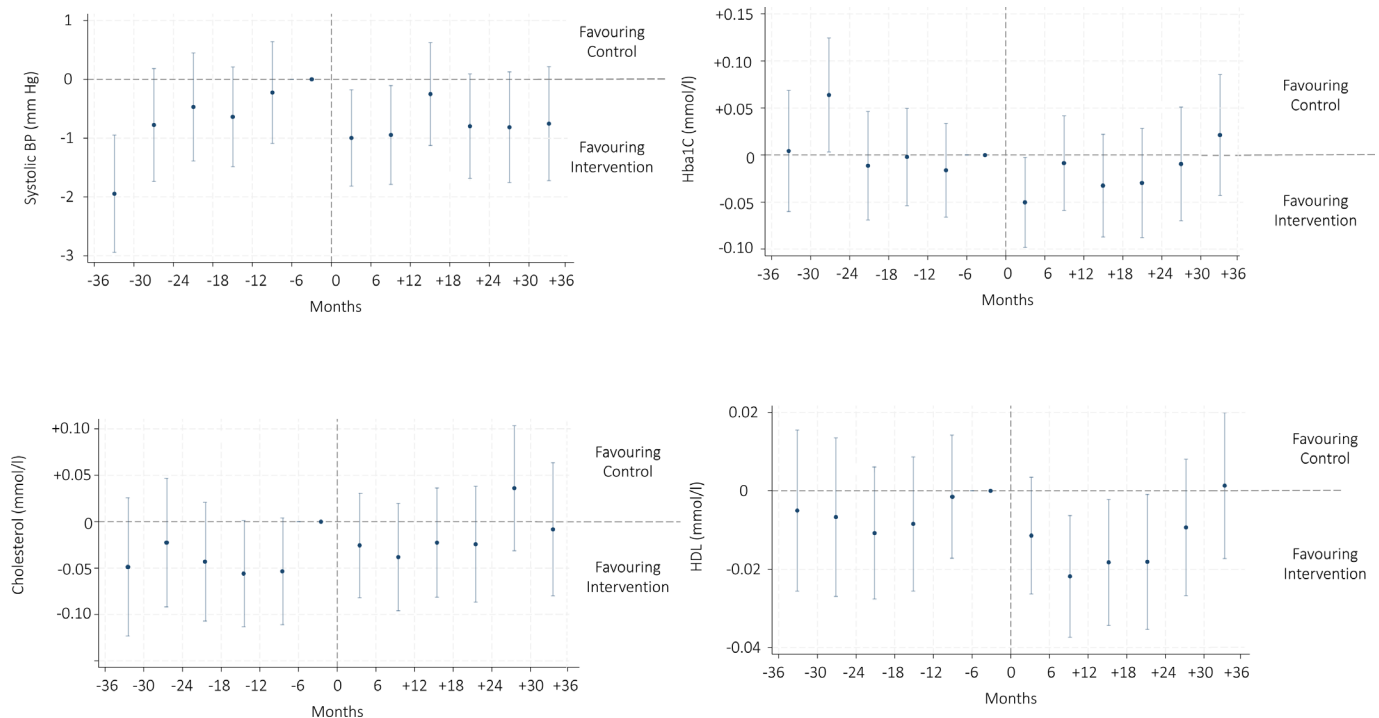 Systolic BP (mm Hg)
1
0
-1
-2
-3
-36 -30 -24 -18 -12 -6 0 6 +12 +18 +24 +30 +36
Months
Favouring
Control
Favouring
Intervention
Hba1C (mmol/l)
+0.15
+0.10
+0.05
0
-0.05
-0.10
-36 -30 -24 -18 -12 -6 0 6 +12 +18 +24 +30 +36
Months
Favouring
Control
Favouring
Intervention
Cholesterol (mmol/l)
+0.10
+0.05
0
-0.05
-0.10
-36 -30 -24 -18 -12 -6 0 6 +12 +18 +24 +30 +36
Months
Favouring
Control
Favouring
Intervention
HDL (mmol/l)
0.02
0
-0.02
-0.04
-36 -30 -24 -18 -12 -6 0 6 +12 +18 +24 +30 +36
Months
Favouring
Control
Favouring
Intervention